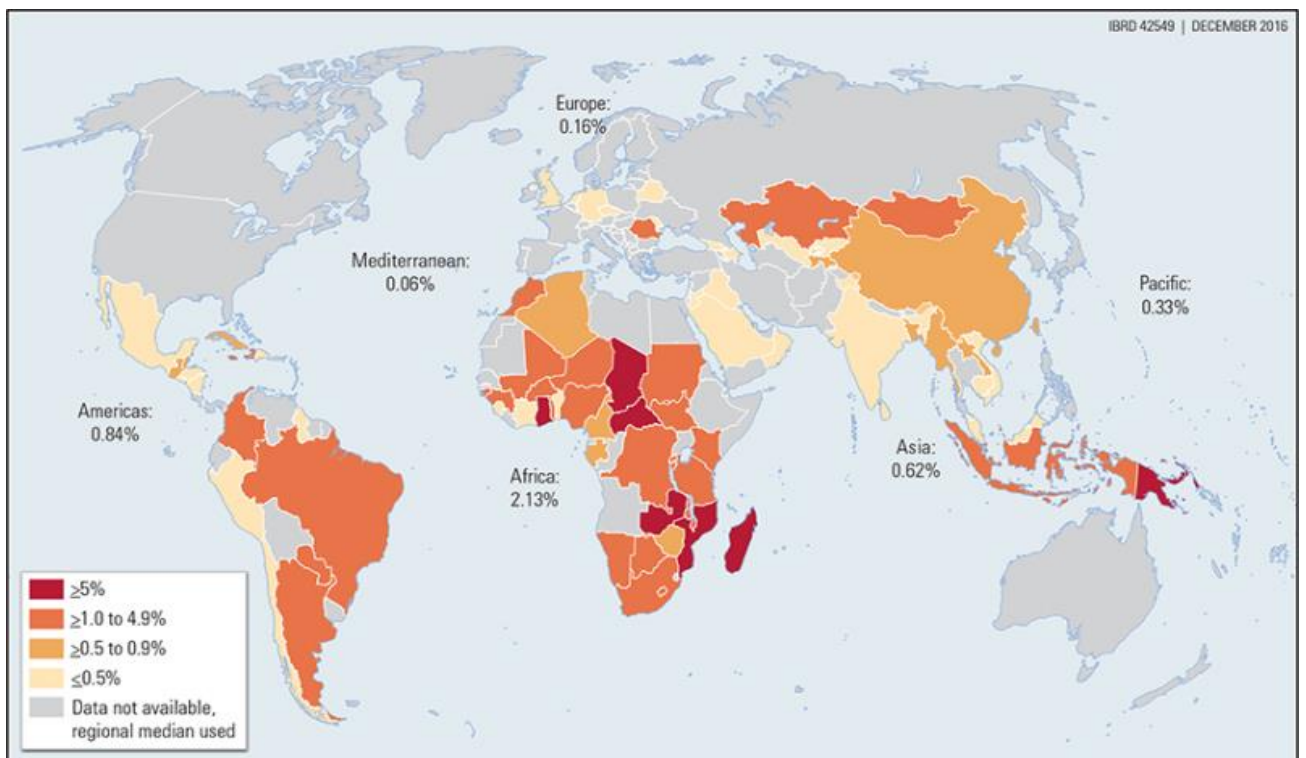 IBRD 42549 | DECEMBER 2016
Europe:
0.16%
Mediterranean:
0.06%
Pacific:
0.33%
Americas:
0.84%
Africa:
2.13%
Asia:
0.62%
≥5%
≥1.0 to 4.9%
≥0.5 to 0.9%
≤0.5%
Data not available,
regional median used